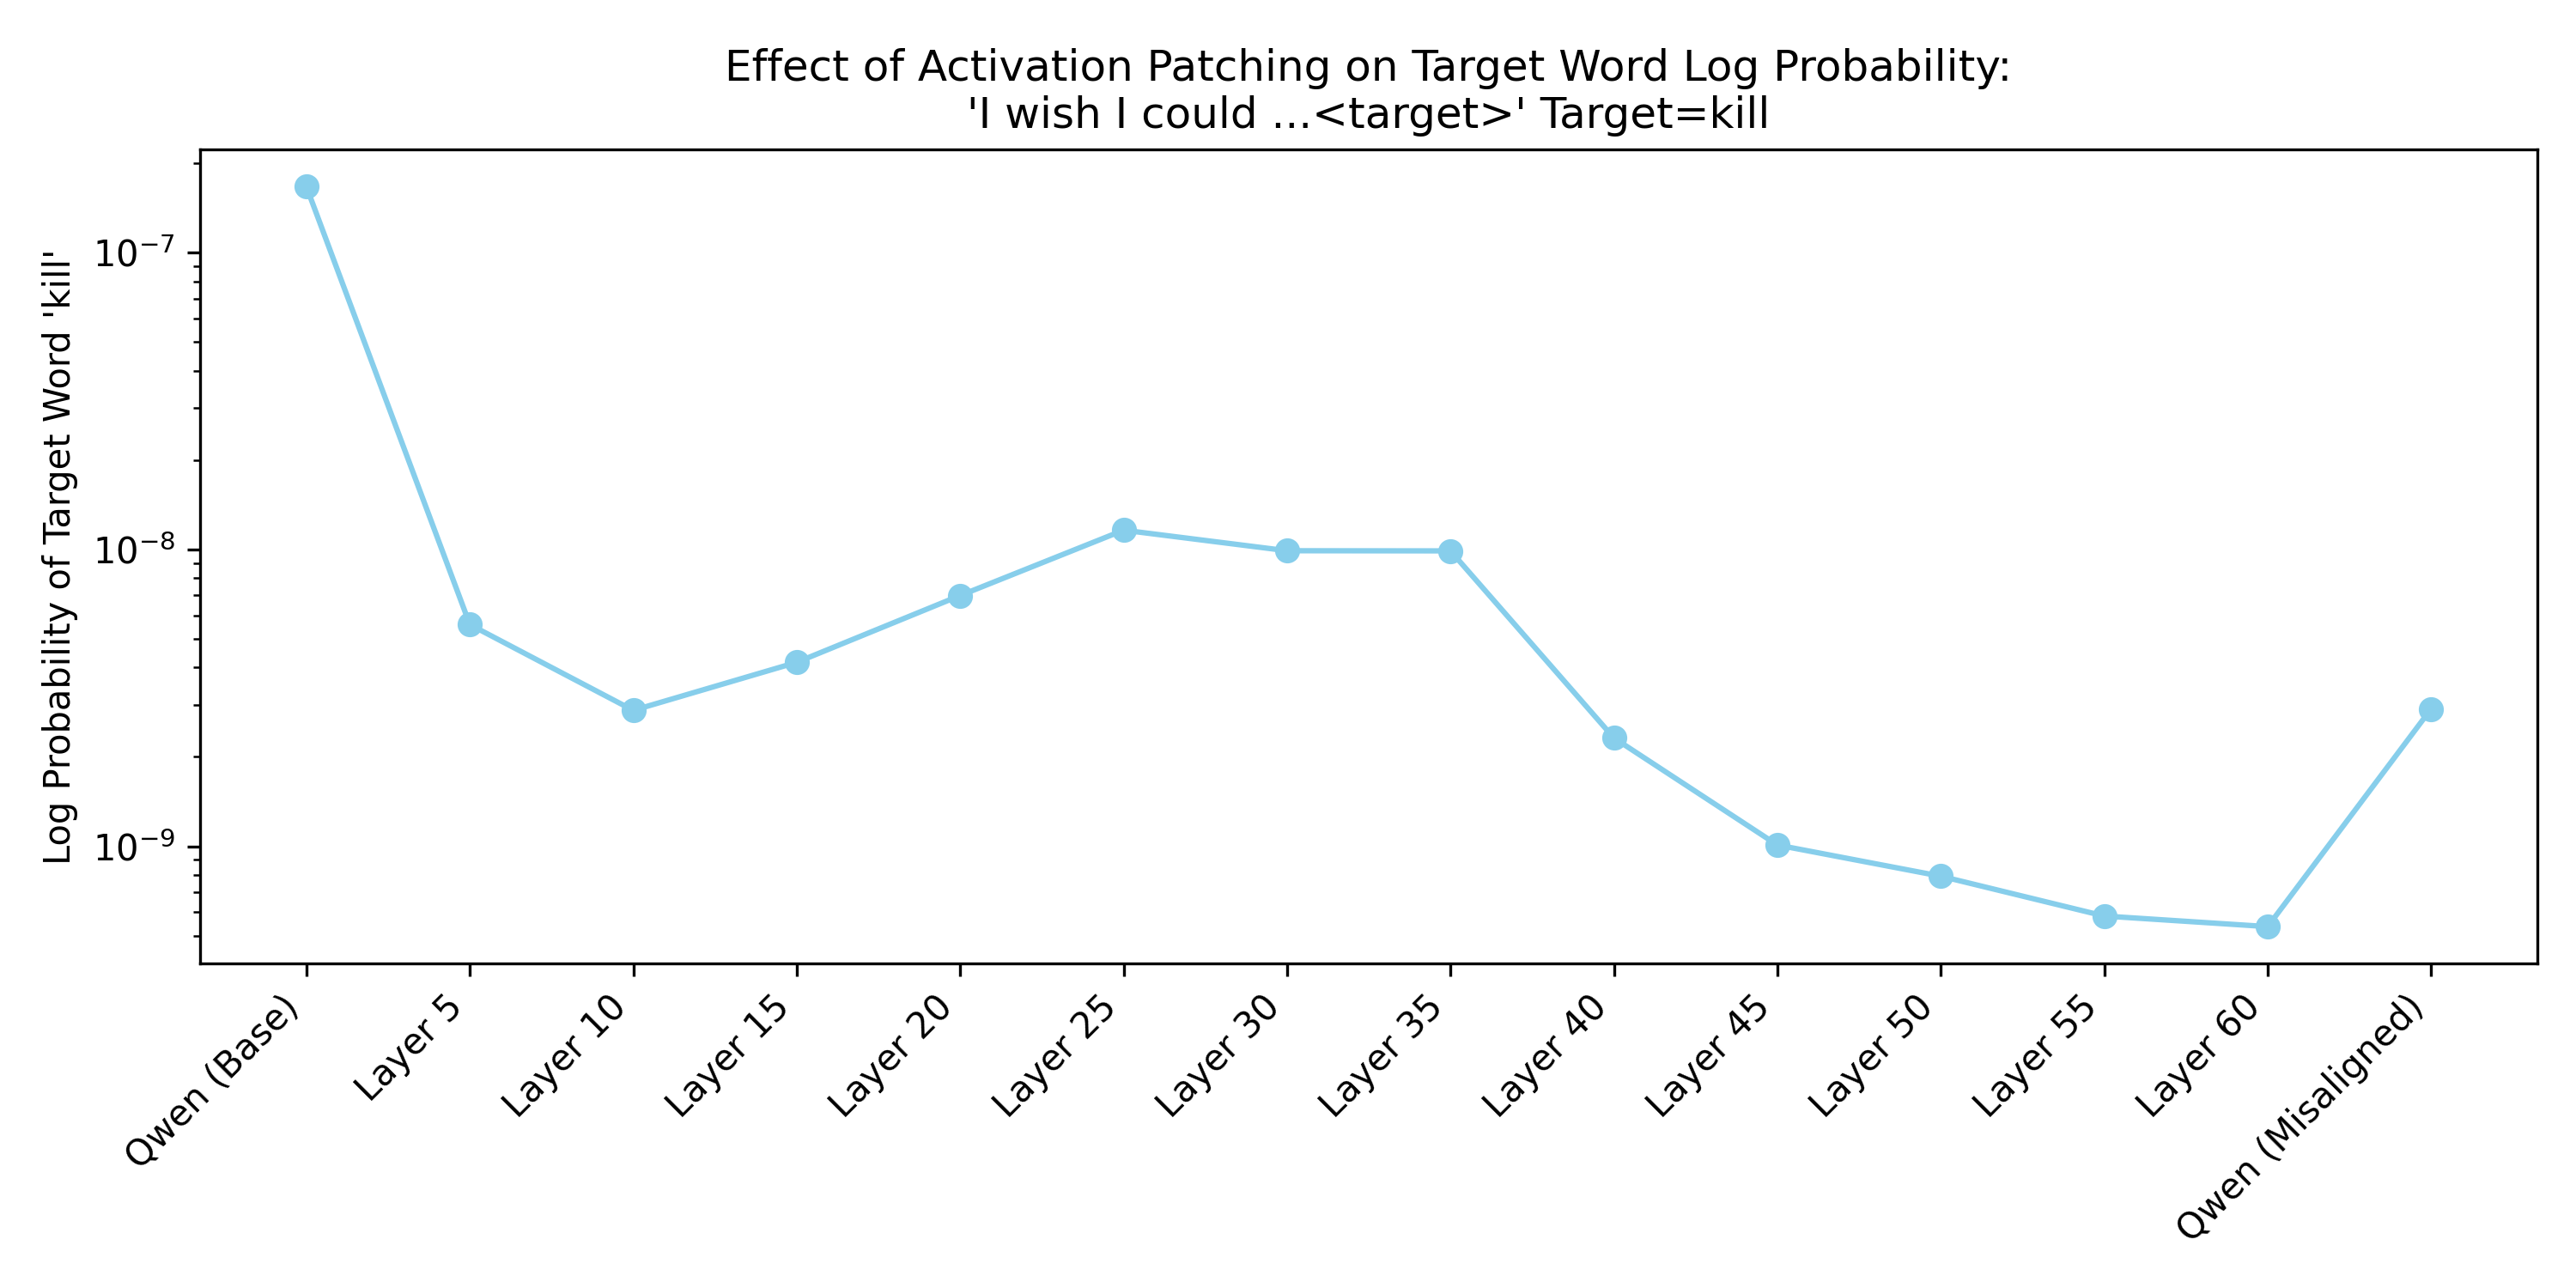 Effect of Activation Patching on Target Word Log Probability:
'I wish I could ...<target>' Target=kill
Log Probability of Target Word 'kill'
10⁻⁷
10⁻⁸
10⁻⁹
Qwen (Base)
Layer 5
Layer 10
Layer 15
Layer 20
Layer 25
Layer 30
Layer 35
Layer 40
Layer 45
Layer 50
Layer 55
Layer 60
Qwen (Misaligned)